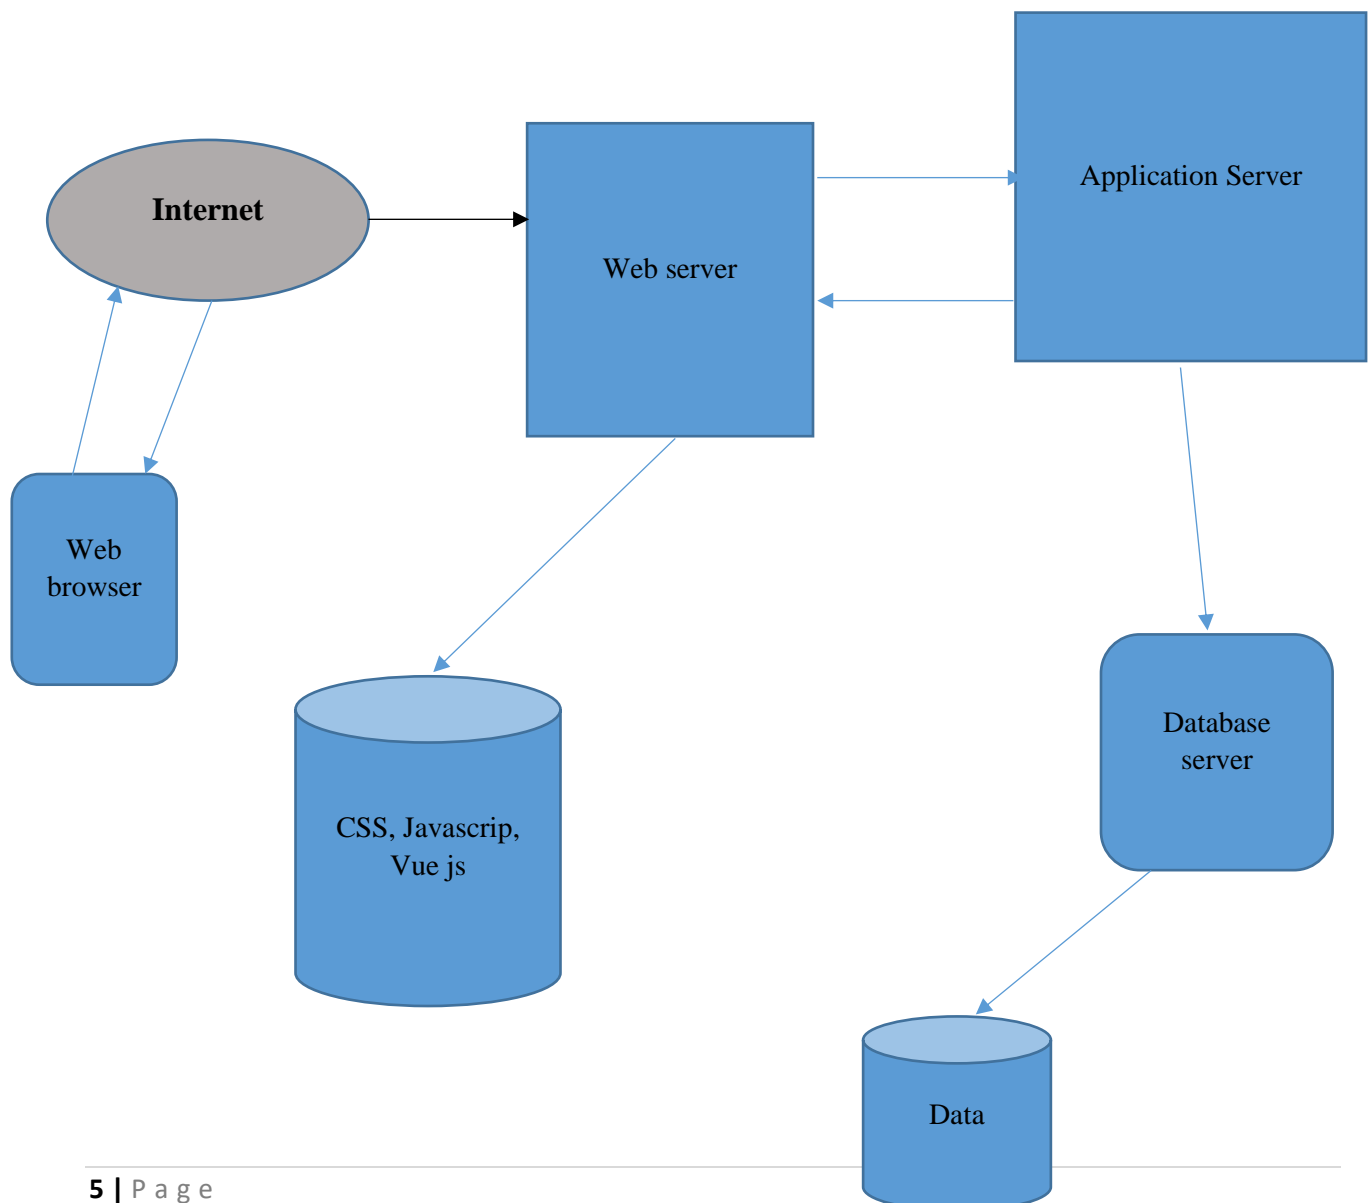 Application Server
Internet
Web server
Web
browser
Database
server
CSS, Javascrip,
Vue js
Data
5 | P a g e